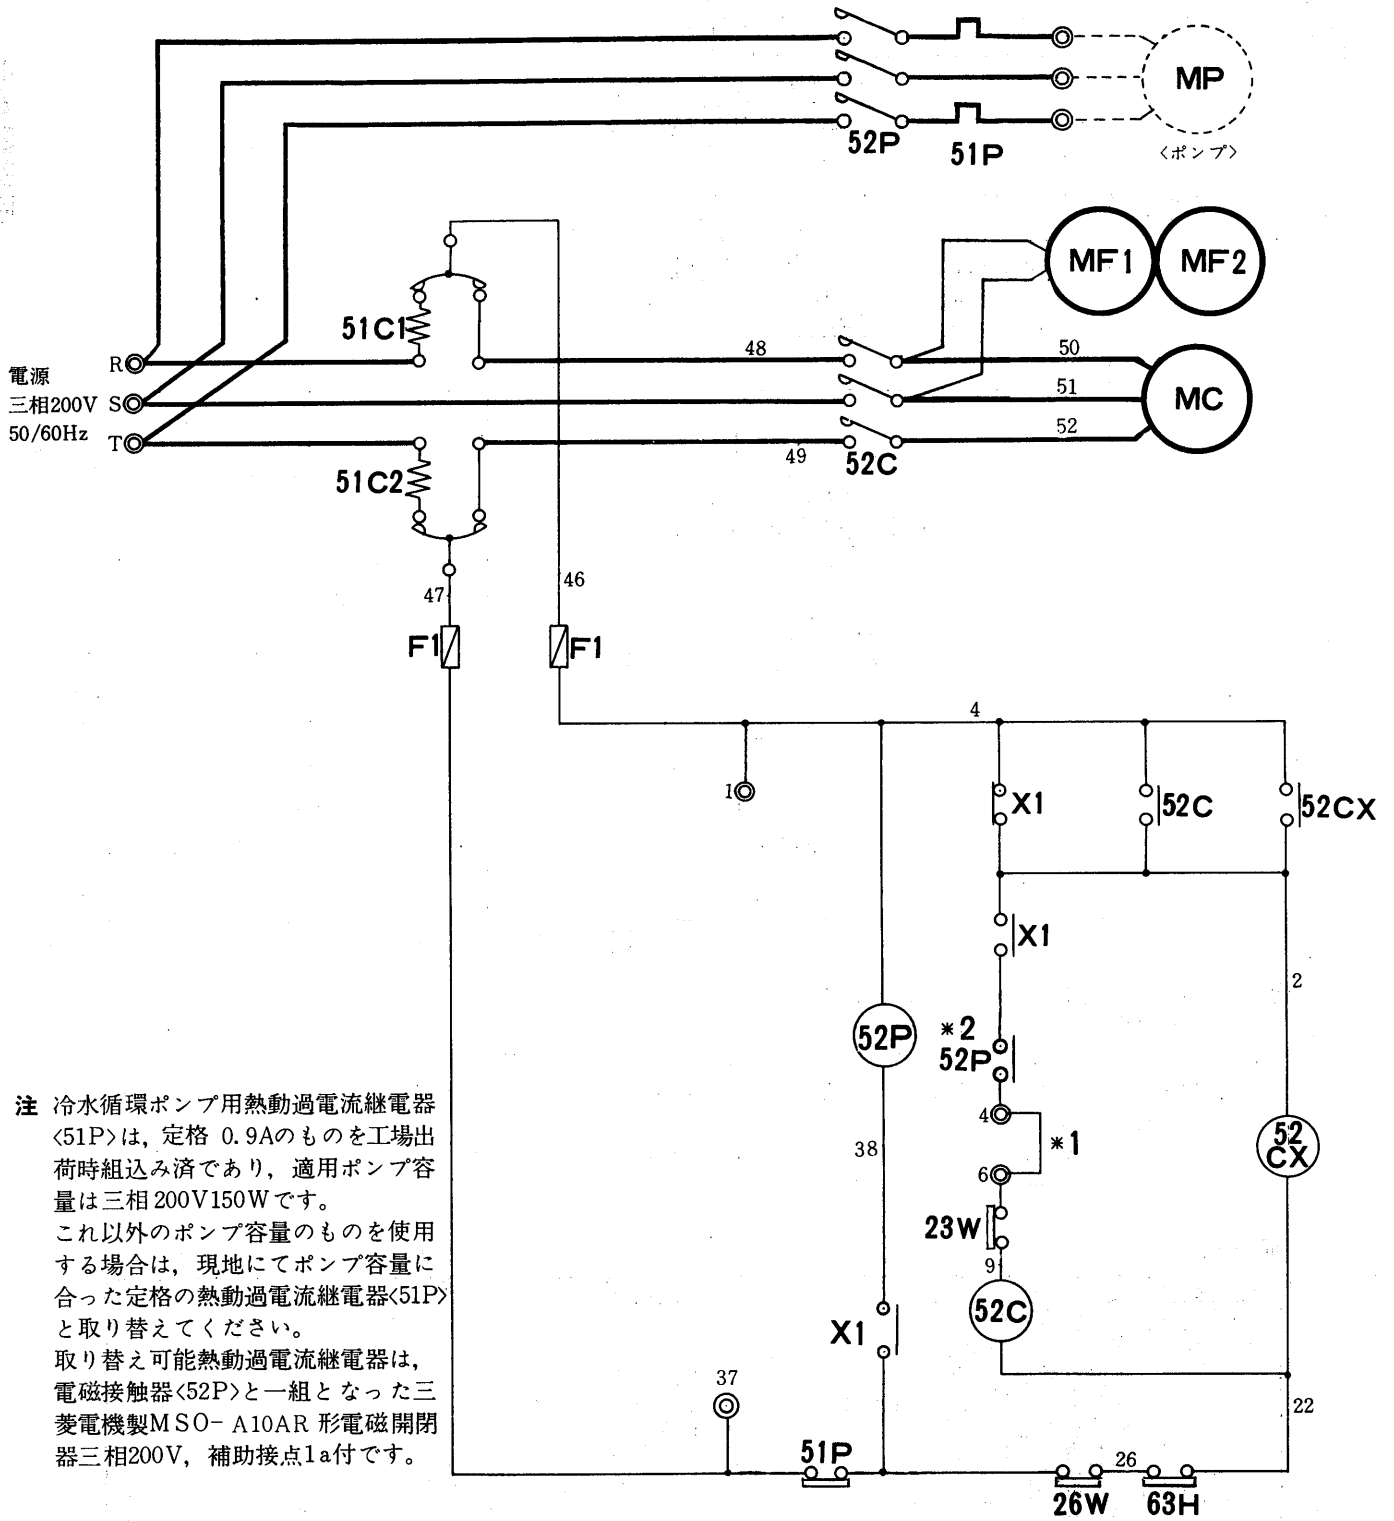 MP
52P
51P
〈ポンプ〉
MF1
MF2
51C1
48
50
電源
三相200V
50/60Hz
R
S
T
51
MC
52
49
52C
51C2
46
47
F1
F1
4
1
X1
52C
52CX
X1
2
52P
*2
52P
4
*1
6
38
52
CX
23W
9
52C
X1
37
22
51P
26
26W
63H
注 冷水循環ポンプ用熱動過電流継電器
<51P>は，定格 0.9Aのものを工場出
荷時組込み済であり，適用ポンプ容
量は三相200V150Wです。
これ以外のポンプ容量のものを使用
する場合は，現地にてポンプ容量に
合った定格の熱動過電流継電器<51P>
と取り替えてください。
取り替え可能熱動過電流継電器は，
電磁接触器<52P>と一組となった三
菱電機製MSO-A10AR 形電磁開閉
器三相200V，補助接点1a付です。